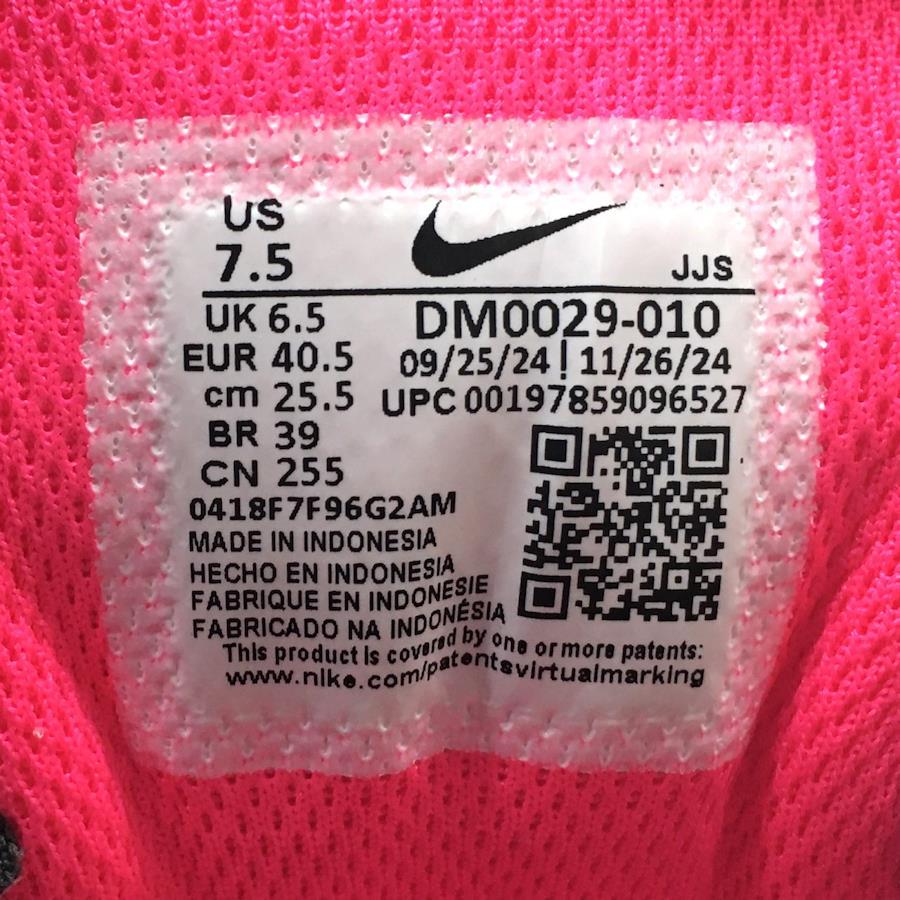 US
7.5
JJS
UK 6.5
EUR 40.5
cm 25.5
BR 39
CN 255
DM0029-010
09/25/24 | 11/26/24
UPC 00197859096527
0418F7F96G2AM
MADE IN INDONESIA
HECHO EN INDONESIA
FABRIQUE EN INDONESIE
FABRICADO NA INDONÉSIA
This product is covered by one or more patents:
www.nike.com/patentsvirtualmarking